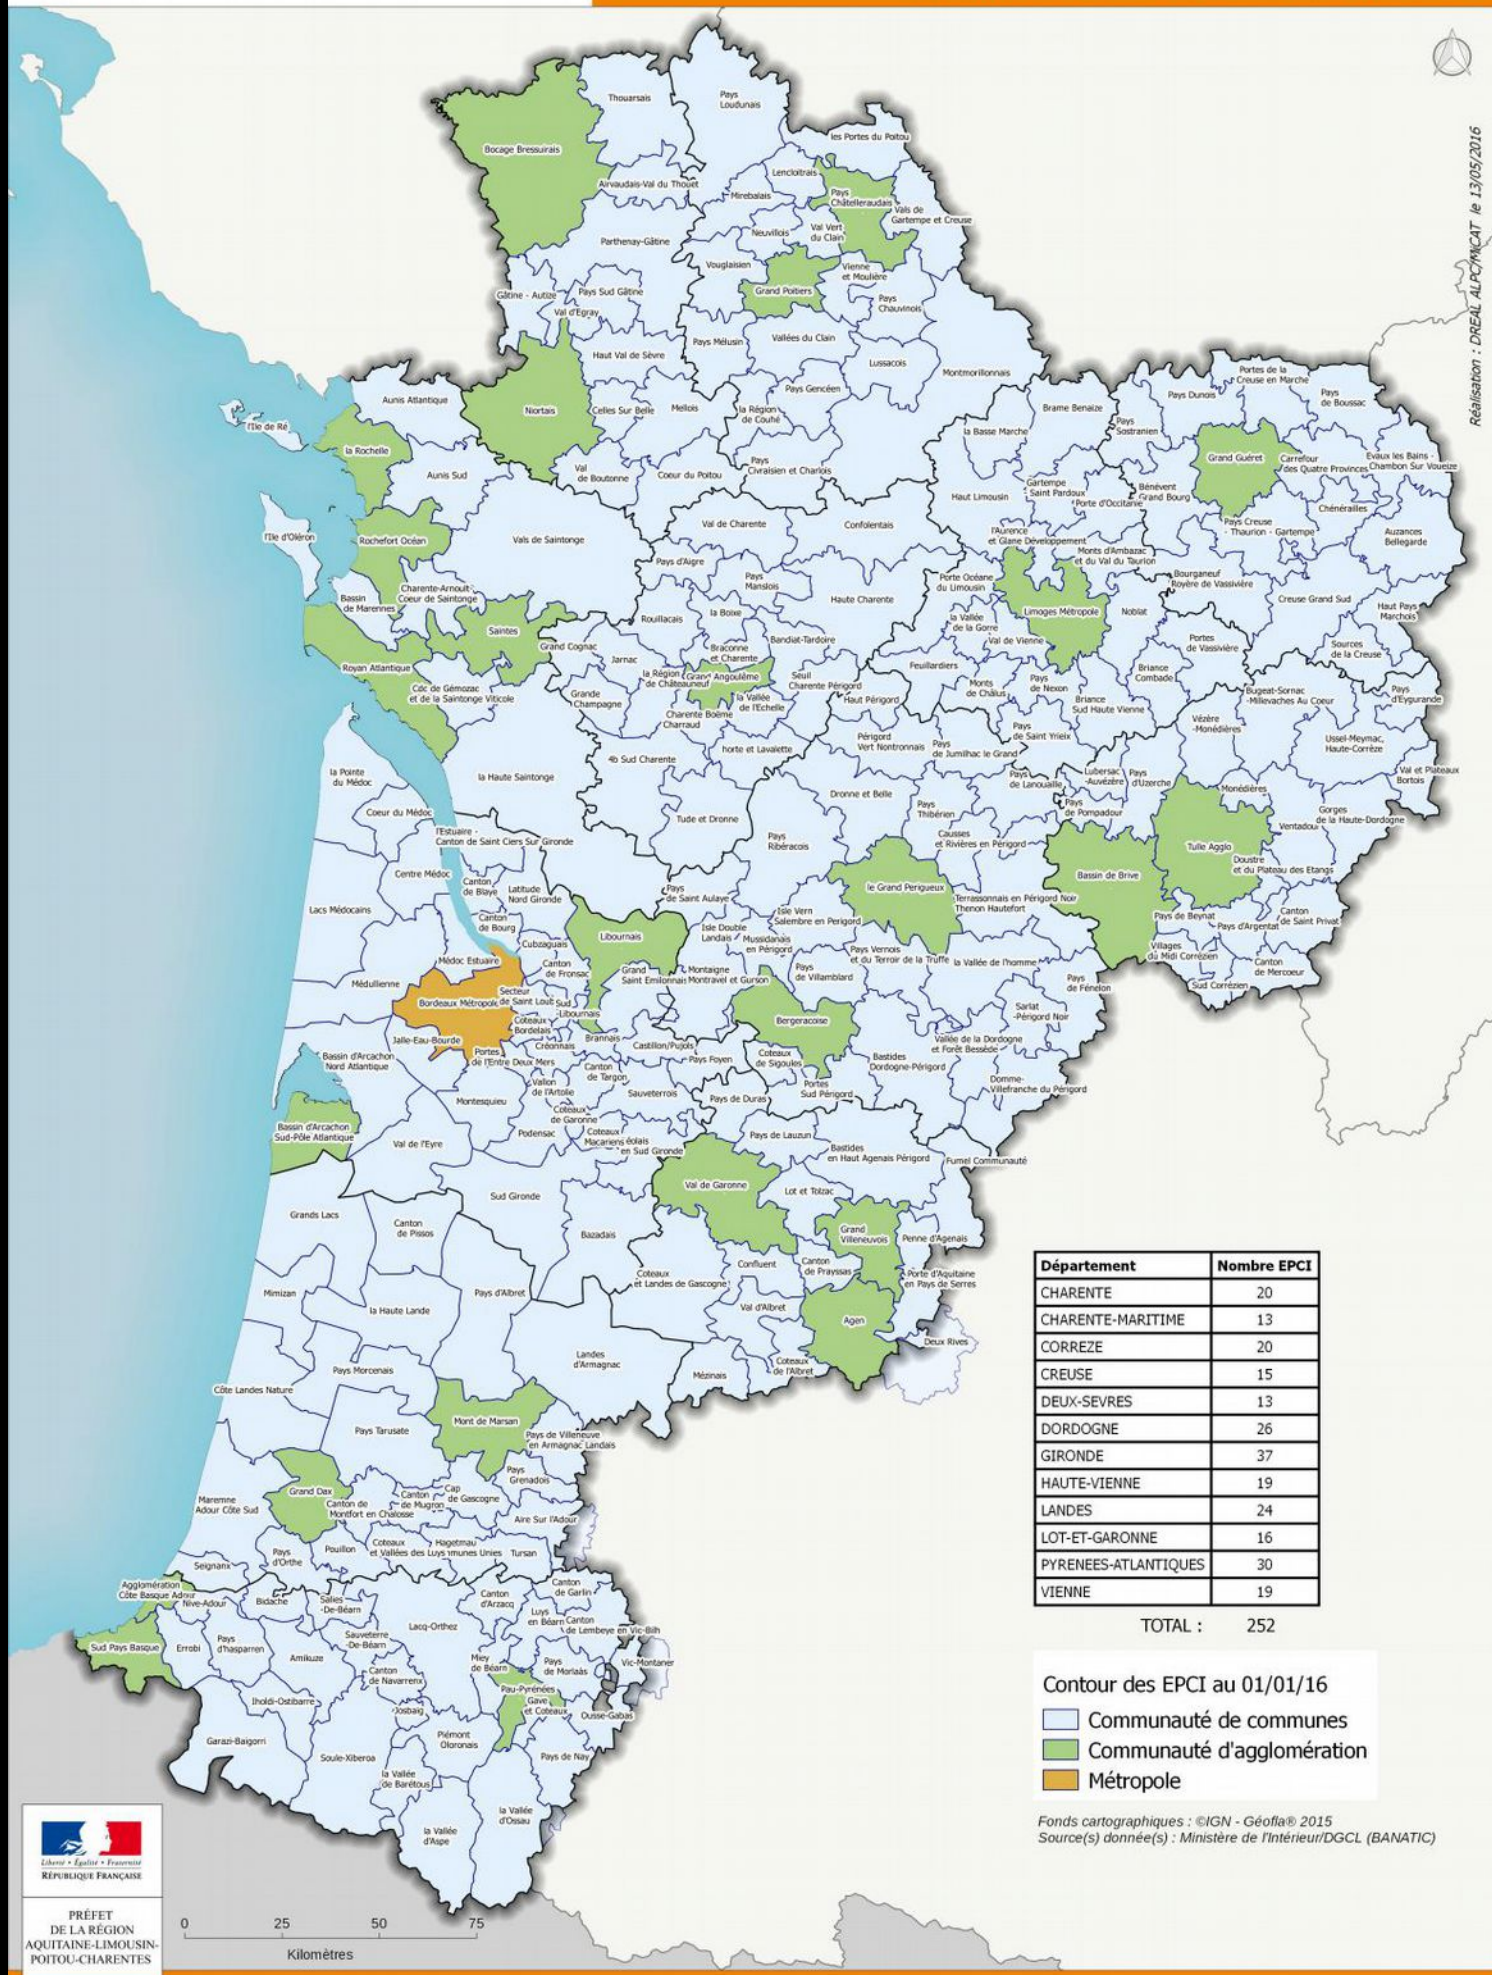 Réalisation : DREAL ALPC/MICAT le 13/05/2016
Thouarsais
Pays
Loudunais
les Portes du Poitou
Bocage Bressuirais
Airvaudais-Val du Thouet
Lencloîtrais
Mirebalais
Pays
Châtelleraudais
Vals de
Gartempe et Creuse
Neuvillois
Val Vert
du Clain
Parthenay-Gâtine
Vouglaisien
Vienne
et Moulière
Grand Poitiers
Pays
Chauvinois
Gâtine - Autize
Pays Sud Gâtine
Val d'Egray
Pays Mélusin
Vallées du Clain
Haut Val de Sèvre
Lussacois
Montmorillonnais
Pays Gencéen
Aunis Atlantique
Niortais
Celles Sur Belle
Mellois
la Région
de Couhé
l'Ile de Ré
la Rochelle
Aunis Sud
Val
de Boutonne
Coeur du Poitou
Pays
Civraisien et Charlois
Brame Benaize
la Basse Marche
Pays
Sostranien
Pays Dunois
Portes de la
Creuse en Marche
Pays
de Boussac
Grand Guéret
Carrefour
des Quatre Provinces
Evaux les Bains -
Chambon Sur Voueize
Haut Limousin
Gartempe
Saint Pardoux
Porte d'Occitanie
Bénévent
Grand Bourg
Chénérailles
Pays Creuse
- Thaurion - Gartempe
Auzances
Bellegarde
l'Aurence
et Glane Développement
Monts d'Ambazac
et du Val du Taurion
l'Ile d'Oléron
Rochefort Océan
Vals de Saintonge
Val de Charente
Confolentais
Pays d'Aigre
Pays
Manslois
Haute Charente
Porte Océane
du Limousin
Limoges Métropole
Noblat
Bourganeuf
Royère de Vassivière
Creuse Grand Sud
Haut Pays
Marchois
Bassin
de Marennes
Charente-Arnoult
Coeur de Saintonge
Saintes
Grand Cognac
Rouillacais
la Boixe
Jarnac
Braconne
et Charente
Bandiat-Tardoire
la Vallée
de la Gorre
Val de Vienne
Portes
de Vassivière
Sources
de la Creuse
Royan Atlantique
Cdc de Gémozac
et de la Saintonge Viticole
Grande
Champagne
la Région
de Châteauneuf
Grand Angoulême
la Vallée
de l'Echelle
Seuil
Charente Périgord
Feuillardiers
Monts
de Châlus
Pays
de Nexon
Briance
Combade
Briance
Sud Haute Vienne
Bugeat-Sornac
-Millevaches Au Coeur
Pays
d'Eygurande
Charente Boëme
Charraud
Haut Périgord
horte et Lavalette
Périgord
Vert Nontronnais
Pays
de Jumilhac le Grand
Pays
de Saint Yrieix
Vézère
-Monédières
Ussel-Meymac,
Haute-Corrèze
la Pointe
du Médoc
la Haute Saintonge
4b Sud Charente
Dronne et Belle
Pays
de Lanouaille
Lubersac
-Auvézère
Pays
d'Uzerche
Val et Plateaux
Bortois
Coeur du Médoc
Tude et Dronne
Pays
Thibérien
Pays
de Pompadour
Monédières
Ventadour
Gorges
de la Haute-Dordogne
l'Estuaire -
Canton de Saint Ciers Sur Gironde
Pays
Ribéracois
Causses
et Rivières en Périgord
Tulle Agglo
Centre Médoc
Canton
de Blaye
Latitude
Nord Gironde
Pays
de Saint Aulaye
le Grand Perigueux
Bassin de Brive
Doustre
et du Plateau des Etangs
Lacs Médocains
Canton
de Bourg
Isle Vern
Salembre en Perigord
Terrassonnais en Périgord Noir
Thenon Hautefort
Pays de Beynat
Pays d'Argentat
Canton
de Saint Privat
Cubzaguais
Libournais
Isle Double
Landais
Mussidanais
en Périgord
Médoc Estuaire
Canton
de Fronsac
Grand
Saint Emilionnais
Montaigne
Montravel et Gurson
Pays Vernois
et du Terroir de la Truffe
la Vallée de l'homme
Villages
du Midi Corrézien
Canton
de Mercoeur
Sud Corrézien
Médullienne
Bordeaux Métropole
Secteur
de Saint Loub
Sud
-Libournais
Pays
de Villamblard
Pays
de Fénelon
Jalle-Eau-Bourde
Coteaux
Bordelais
Créonnais
Brannais
Castillon/Pujols
Bergeracoise
Sarlat
-Périgord Noir
Bassin d'Arcachon
Nord Atlantique
Portes
de l'Entre Deux Mers
Canton
de Targon
Pays Foyen
Coteaux
de Sigoules
Bastides
Dordogne-Périgord
Vallée de la Dordogne
et Forêt Bessède
Montesquieu
Vallon
de l'Artolie
Sauveterrois
Pays de Duras
Portes
Sud Périgord
Domme-
Villefranche du Périgord
Bassin d'Arcachon
Sud-Pôle Atlantique
Val de l'Eyre
Podensac
Coteaux
de Garonne
Coteaux
Macariens
éolais
en Sud Gironde
Pays de Lauzun
Bastides
en Haut Agenais Périgord
Fumel Communauté
Sud Gironde
Val de Garonne
Lot et Tolzac
Grands Lacs
Canton
de Pissos
Bazadais
Grand
Villeneuvois
Penne d'Agenais
Confluent
Canton
de Prayssas
Coteaux
et Landes de Gascogne
Porte d'Aquitaine
en Pays de Serres
Mimizan
la Haute Lande
Pays d'Albret
Val d'Albret
Agen
Deux Rives
Pays Morcenais
Landes
d'Armagnac
Mézinais
Coteaux
de l'Albret
Côte Landes Nature
Pays Tarusate
Mont de Marsan
Pays de Villeneuve
en Armagnac Landais
Pays
Grenadois
Maremne
Adour Côte Sud
Grand Dax
Canton de
Montfort en Chalosse
Canton
de Mugron
Cap
de Gascogne
Aire Sur l'Adour
Seignanx
Pays
d'Orthe
Pouillon
Coteaux
et Vallées des Luys
Hagetmau
munes Unies
Tursan
Agglomération
Côte Basque Adour
Nive-Adour
Bidache
Salies
-De-Béarn
Canton
d'Arzacq
Canton
de Garlin
Sud Pays Basque
Errobi
Pays
d'hasparren
Amikuze
Sauveterre
-De-Béarn
Lacq-Orthez
Luys
en Béarn
Canton
de Lembeye en Vic-Bilh
Canton
de Navarrenx
Miey
de Béarn
Pays
de Morlaàs
Vic-Montaner
Iholdi-Ostibarre
Josbaig
Pau-Pyrénées
Gave
et Coteaux
Ousse-Gabas
Garazi-Baigorri
Soule-Xiberoa
Piémont
Oloronais
Pays de Nay
la Vallée
de Barétous
la Vallée
d'Aspe
la Vallée
d'Ossau
Département Nombre EPCI
CHARENTE 20
CHARENTE-MARITIME 13
CORREZE 20
CREUSE 15
DEUX-SEVRES 13
DORDOGNE 26
GIRONDE 37
HAUTE-VIENNE 19
LANDES 24
LOT-ET-GARONNE 16
PYRENEES-ATLANTIQUES 30
VIENNE 19
TOTAL : 252
Contour des EPCI au 01/01/16
Communauté de communes
Communauté d'agglomération
Métropole
Fonds cartographiques : ©IGN - Géofla® 2015
Source(s) donnée(s) : Ministère de l'Intérieur/DGCL (BANATIC)
Liberté • Égalité • Fraternité
RÉPUBLIQUE FRANÇAISE
PRÉFET
DE LA RÉGION
AQUITAINE-LIMOUSIN-
POITOU-CHARENTES
0 25 50 75
Kilomètres